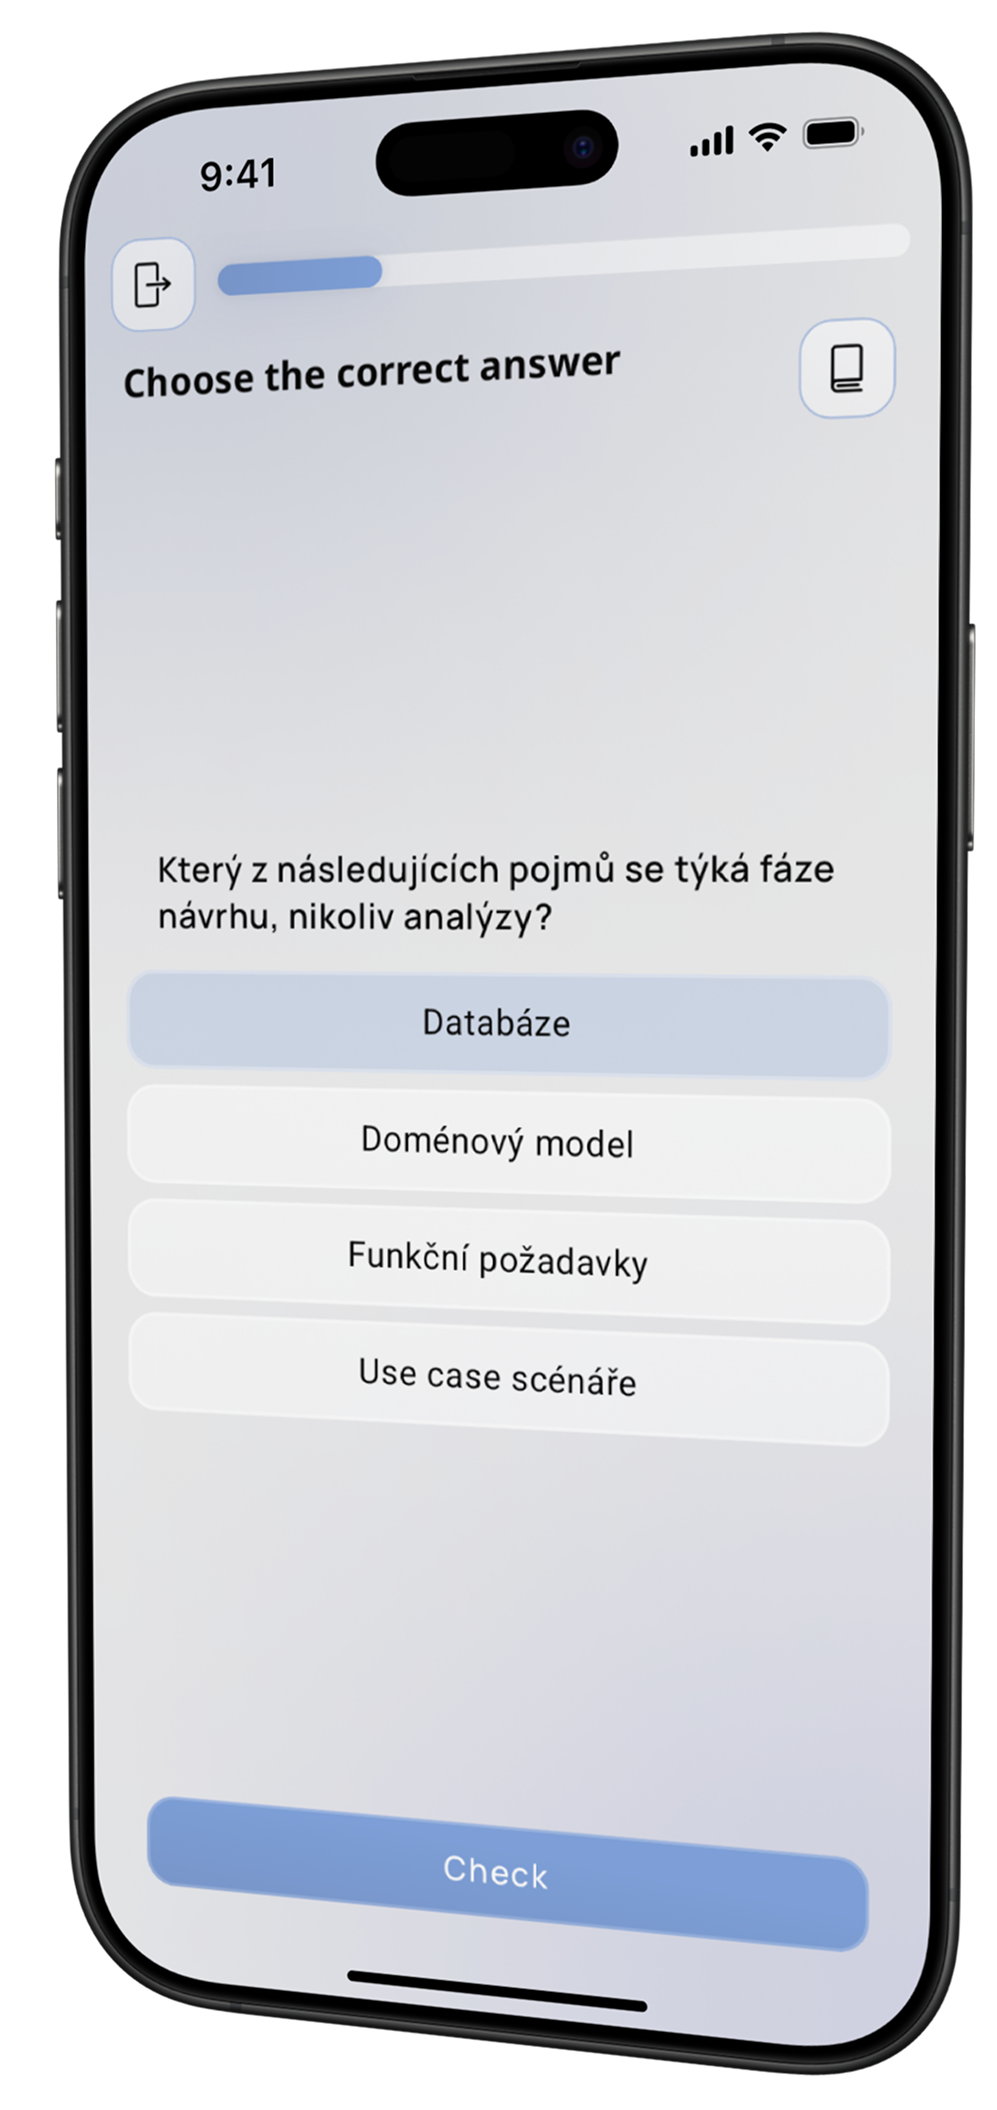 9:41
Choose the correct answer
Který z následujících pojmů se týká fáze
návrhu, nikoliv analýzy?
Databáze
Doménový model
Funkční požadavky
Use case scénáře
Check